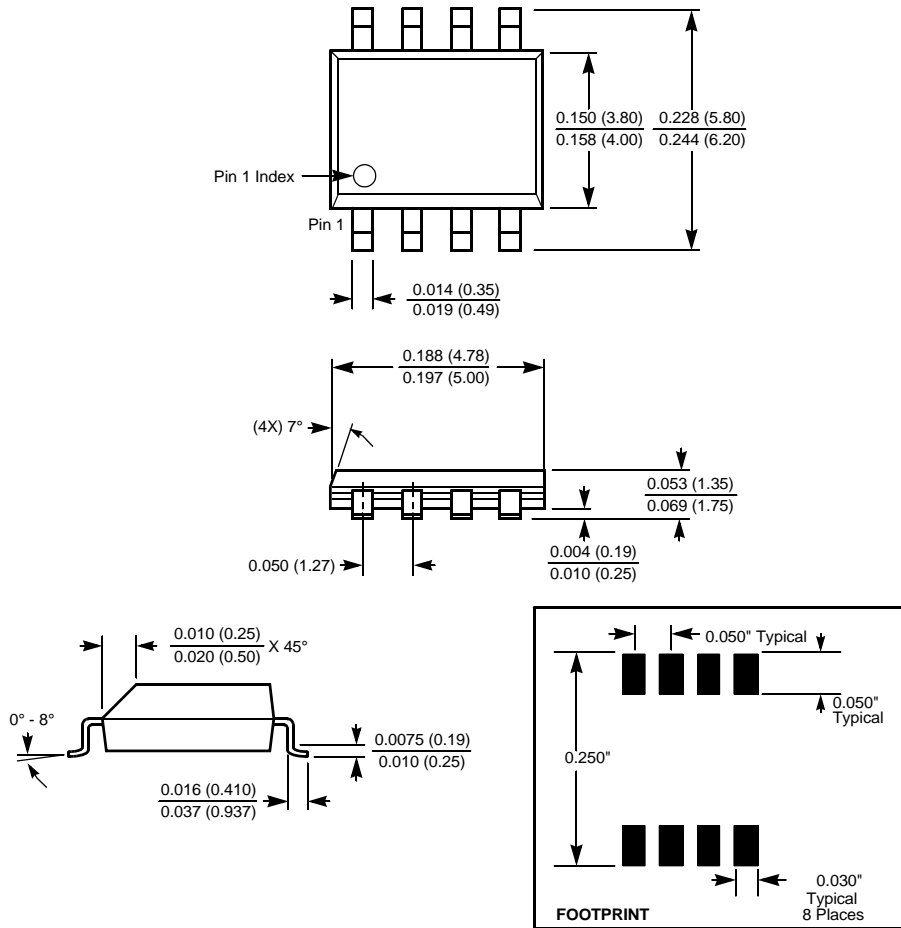 0.150 (3.80)
0.158 (4.00)
0.228 (5.80)
0.244 (6.20)
Pin 1 Index
Pin 1
0.014 (0.35)
0.019 (0.49)
0.188 (4.78)
0.197 (5.00)
(4X) 7°
0.053 (1.35)
0.069 (1.75)
0.050 (1.27)
0.004 (0.19)
0.010 (0.25)
0.010 (0.25)
0.020 (0.50)
X 45°
0° - 8°
0.0075 (0.19)
0.010 (0.25)
0.016 (0.410)
0.037 (0.937)
0.050" Typical
0.050"
Typical
0.250"
0.030"
Typical
8 Places
FOOTPRINT